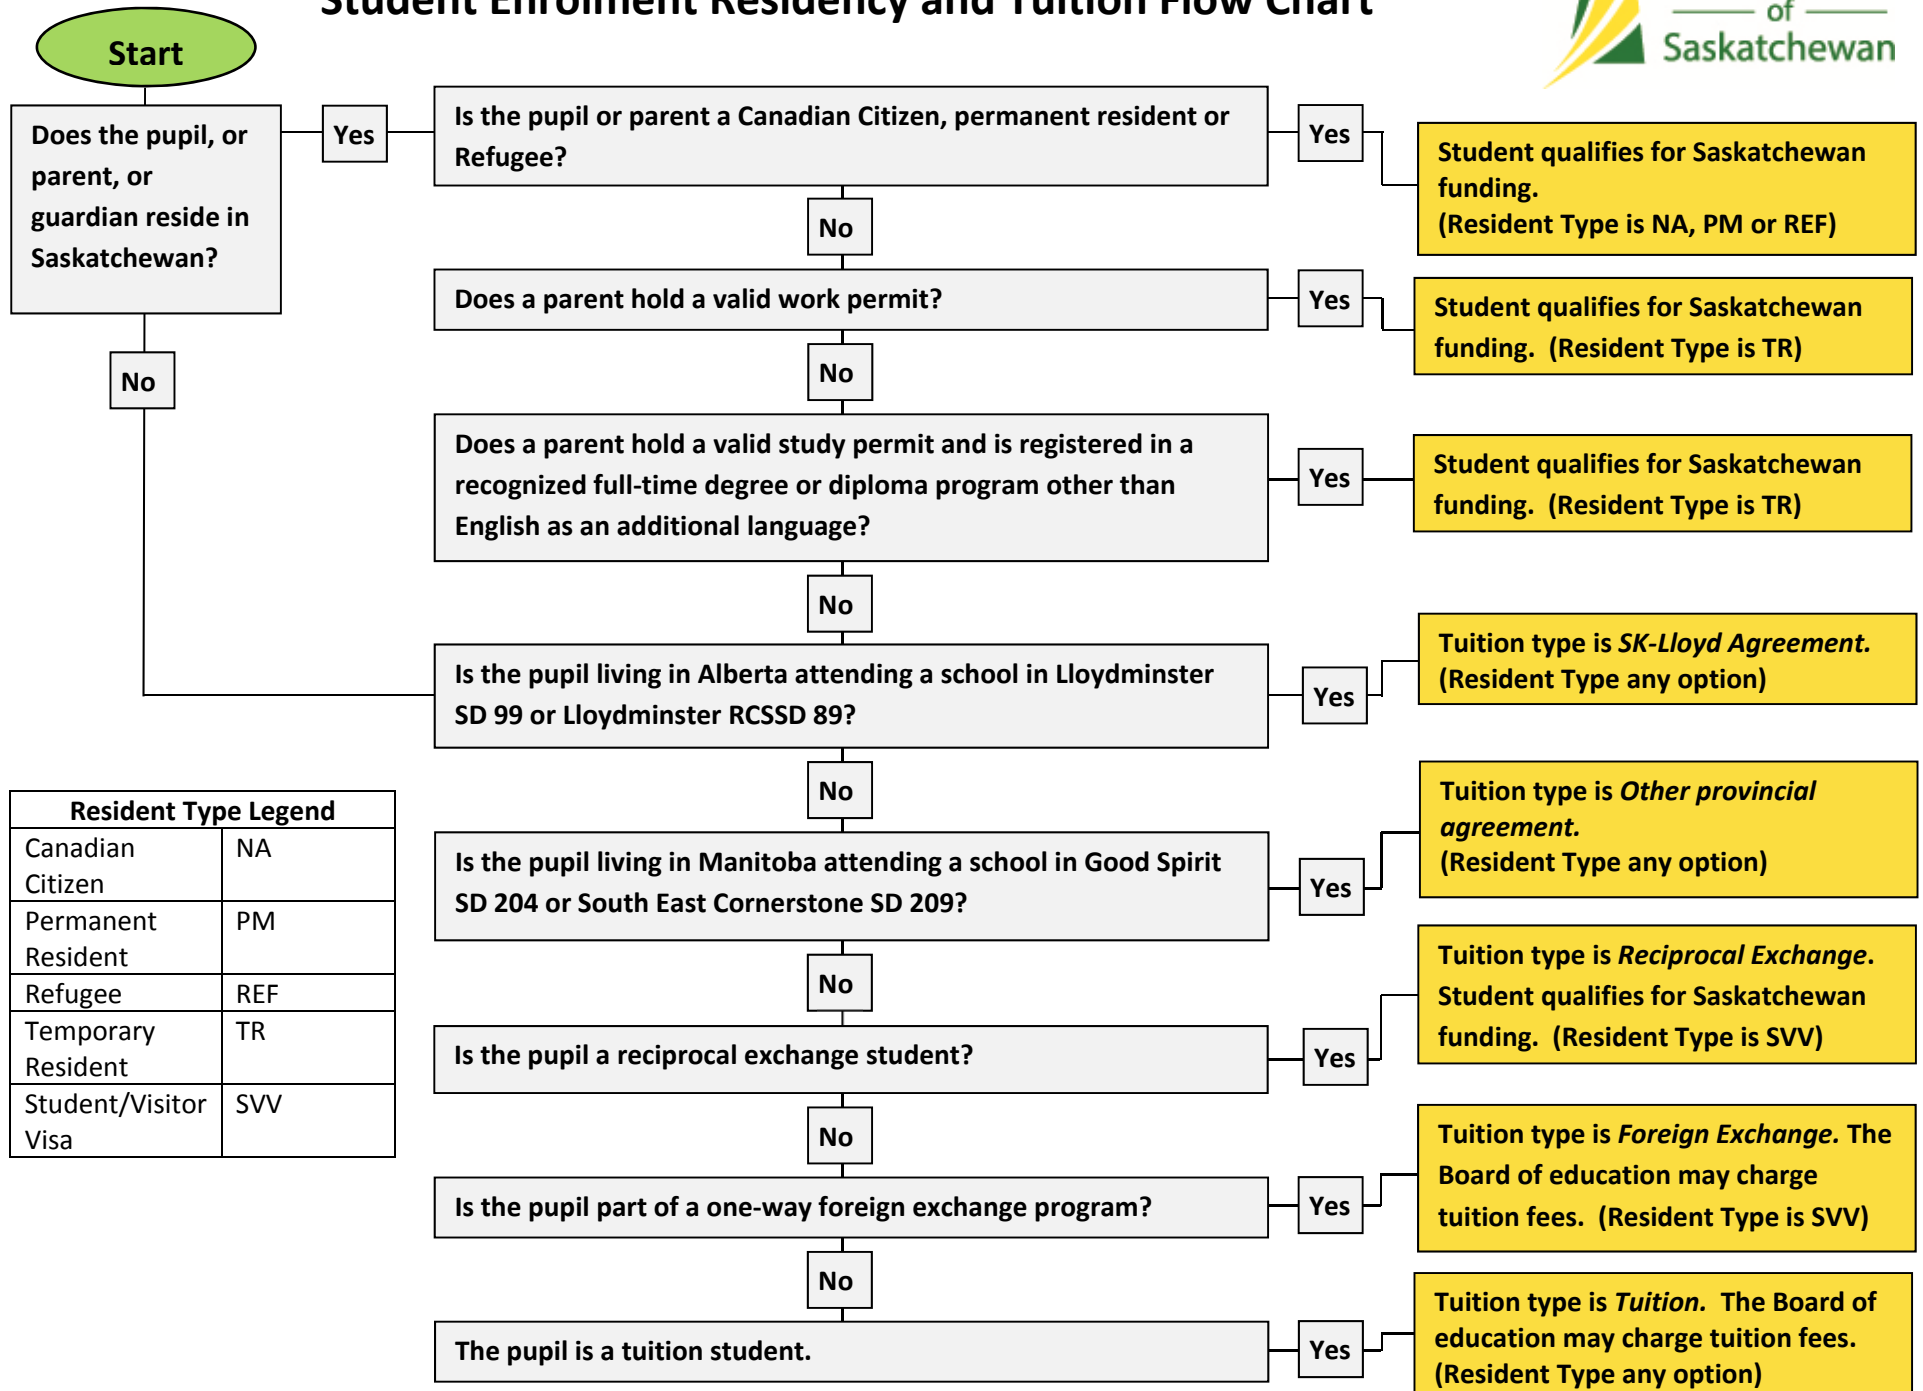 Student Enrolment Residency and Tuition Flow Chart
of
Saskatchewan
Start
Does the pupil, or
parent, or
guardian reside in
Saskatchewan?
Yes
No
Is the pupil or parent a Canadian Citizen, permanent resident or
Refugee?
Yes
Student qualifies for Saskatchewan
funding.
(Resident Type is NA, PM or REF)
No
Does a parent hold a valid work permit?
Yes
Student qualifies for Saskatchewan
funding.  (Resident Type is TR)
No
Does a parent hold a valid study permit and is registered in a
recognized full-time degree or diploma program other than
English as an additional language?
Yes
Student qualifies for Saskatchewan
funding.  (Resident Type is TR)
No
Is the pupil living in Alberta attending a school in Lloydminster
SD 99 or Lloydminster RCSSD 89?
Yes
Tuition type is SK-Lloyd Agreement.
(Resident Type any option)
No
Is the pupil living in Manitoba attending a school in Good Spirit
SD 204 or South East Cornerstone SD 209?
Yes
Tuition type is Other provincial
agreement.
(Resident Type any option)
No
Is the pupil a reciprocal exchange student?
Yes
Tuition type is Reciprocal Exchange.
Student qualifies for Saskatchewan
funding.  (Resident Type is SVV)
No
Is the pupil part of a one-way foreign exchange program?
Yes
Tuition type is Foreign Exchange. The
Board of education may charge
tuition fees.  (Resident Type is SVV)
No
The pupil is a tuition student.
Yes
Tuition type is Tuition.  The Board of
education may charge tuition fees.
(Resident Type any option)
Resident Type Legend
Canadian NA
Citizen
Permanent PM
Resident
Refugee REF
Temporary TR
Resident
Student/Visitor SVV
Visa